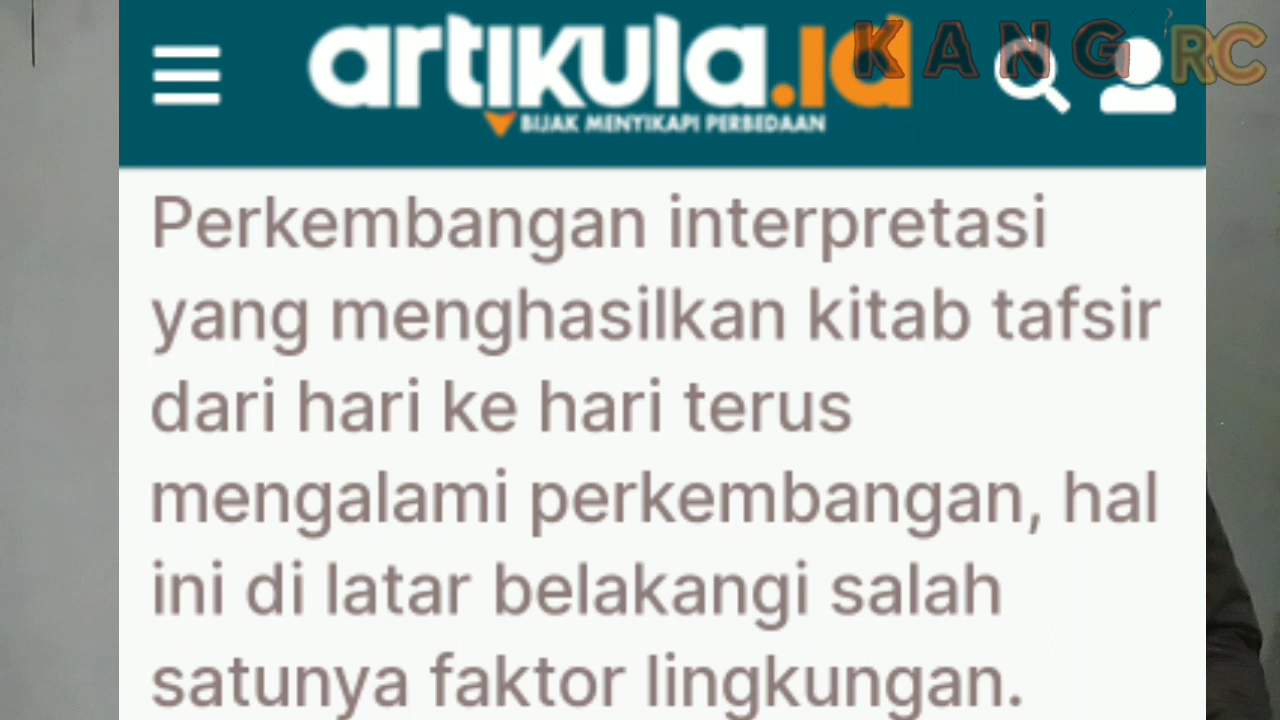 artikula.id
BIJAK MENYIKAPI PERBEDAAN
KANG RC
Perkembangan interpretasi
yang menghasilkan kitab tafsir
dari hari ke hari terus
mengalami perkembangan, hal
ini di latar belakangi salah
satunya faktor lingkungan.